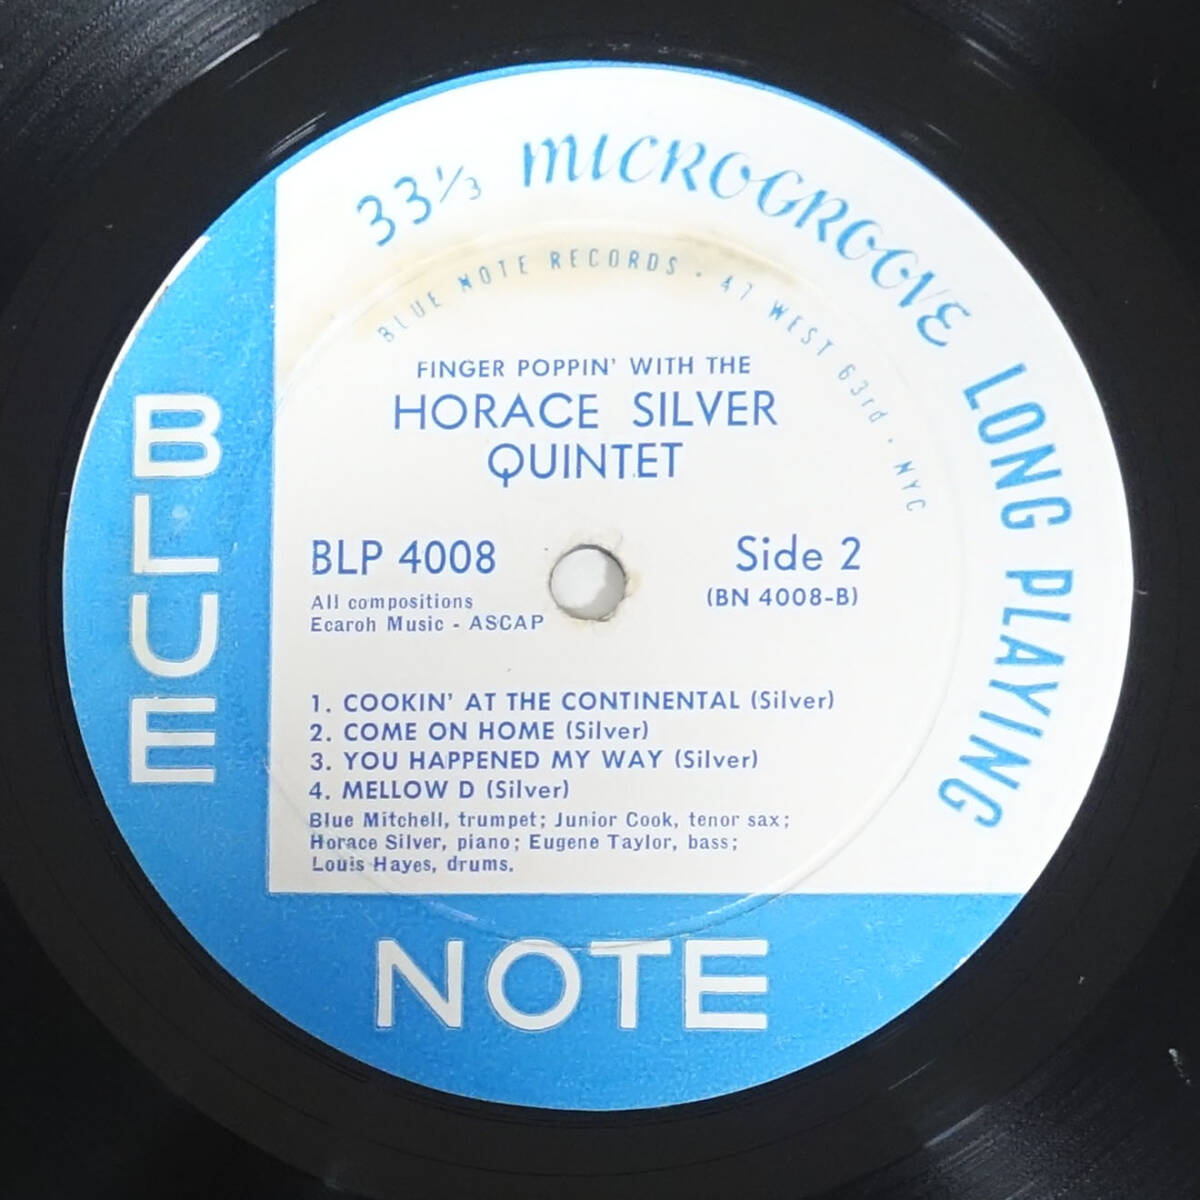 33 1/3 MICROGROOVE LONG PLAYING
BLUE NOTE RECORDS · 47 WEST 63rd · NYC
FINGER POPPIN' WITH THE
HORACE SILVER
QUINTET
BLP 4008
Side 2
(BN 4008-B)
All compositions
Ecaroh Music - ASCAP
1. COOKIN' AT THE CONTINENTAL (Silver)
2. COME ON HOME (Silver)
3. YOU HAPPENED MY WAY (Silver)
4. MELLOW D (Silver)
Blue Mitchell, trumpet; Junior Cook, tenor sax;
Horace Silver, piano; Eugene Taylor, bass;
Louis Hayes, drums.
BLUE
NOTE